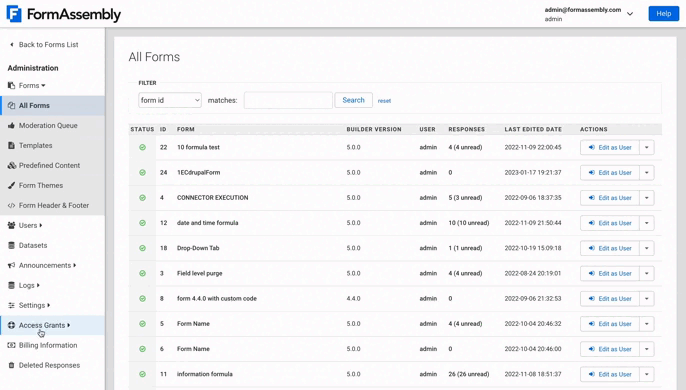 FormAssembly
admin@formassembly.com
admin
Help
Back to Forms List
Administration
Forms
All Forms
Moderation Queue
Templates
Predefined Content
Form Themes
Form Header & Footer
Users
Datasets
Announcements
Logs
Settings
Access Grants
Billing Information
Deleted Responses
All Forms
FILTER
form id matches: Search reset
STATUS ID FORM BUILDER VERSION USER RESPONSES LAST EDITED DATE ACTIONS
22 10 formula test 5.0.0 admin 4 (4 unread) 2022-11-09 22:00:45 Edit as User
24 1ECdrupalForm 5.0.0 admin 0 2023-01-17 19:21:37 Edit as User
4 CONNECTOR EXECUTION 5.0.0 admin 5 (3 unread) 2022-09-06 18:37:35 Edit as User
12 date and time formula 5.0.0 admin 10 (10 unread) 2022-11-09 21:50:44 Edit as User
18 Drop-Down Tab 5.0.0 admin 1 (1 unread) 2022-10-19 15:09:18 Edit as User
3 Field level purge 5.0.0 admin 4 (4 unread) 2022-08-24 20:19:01 Edit as User
8 form 4.4.0 with custom code 4.4.0 admin 0 2022-09-06 21:32:53 Edit as User
5 Form Name 5.0.0 admin 4 (4 unread) 2022-10-04 20:46:32 Edit as User
6 Form Name 5.0.0 admin 0 2022-10-04 20:46:00 Edit as User
11 information formula 5.0.0 admin 26 (26 unread) 2022-11-08 18:51:37 Edit as User